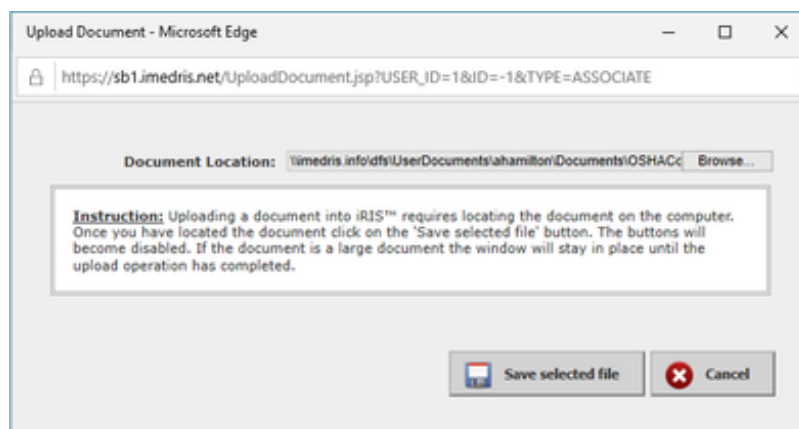 Upload Document - Microsoft Edge
https://sb1.imedris.net/UploadDocument.jsp?USER_ID=1&ID=-1&TYPE=ASSOCIATE
Document Location: \\imedris.info\dfs\UserDocuments\ahamilton\Documents\OSHACc Browse...
Instruction: Uploading a document into iRIS™ requires locating the document on the computer.
Once you have located the document click on the 'Save selected file' button. The buttons will
become disabled. If the document is a large document the window will stay in place until the
upload operation has completed.
Save selected file Cancel